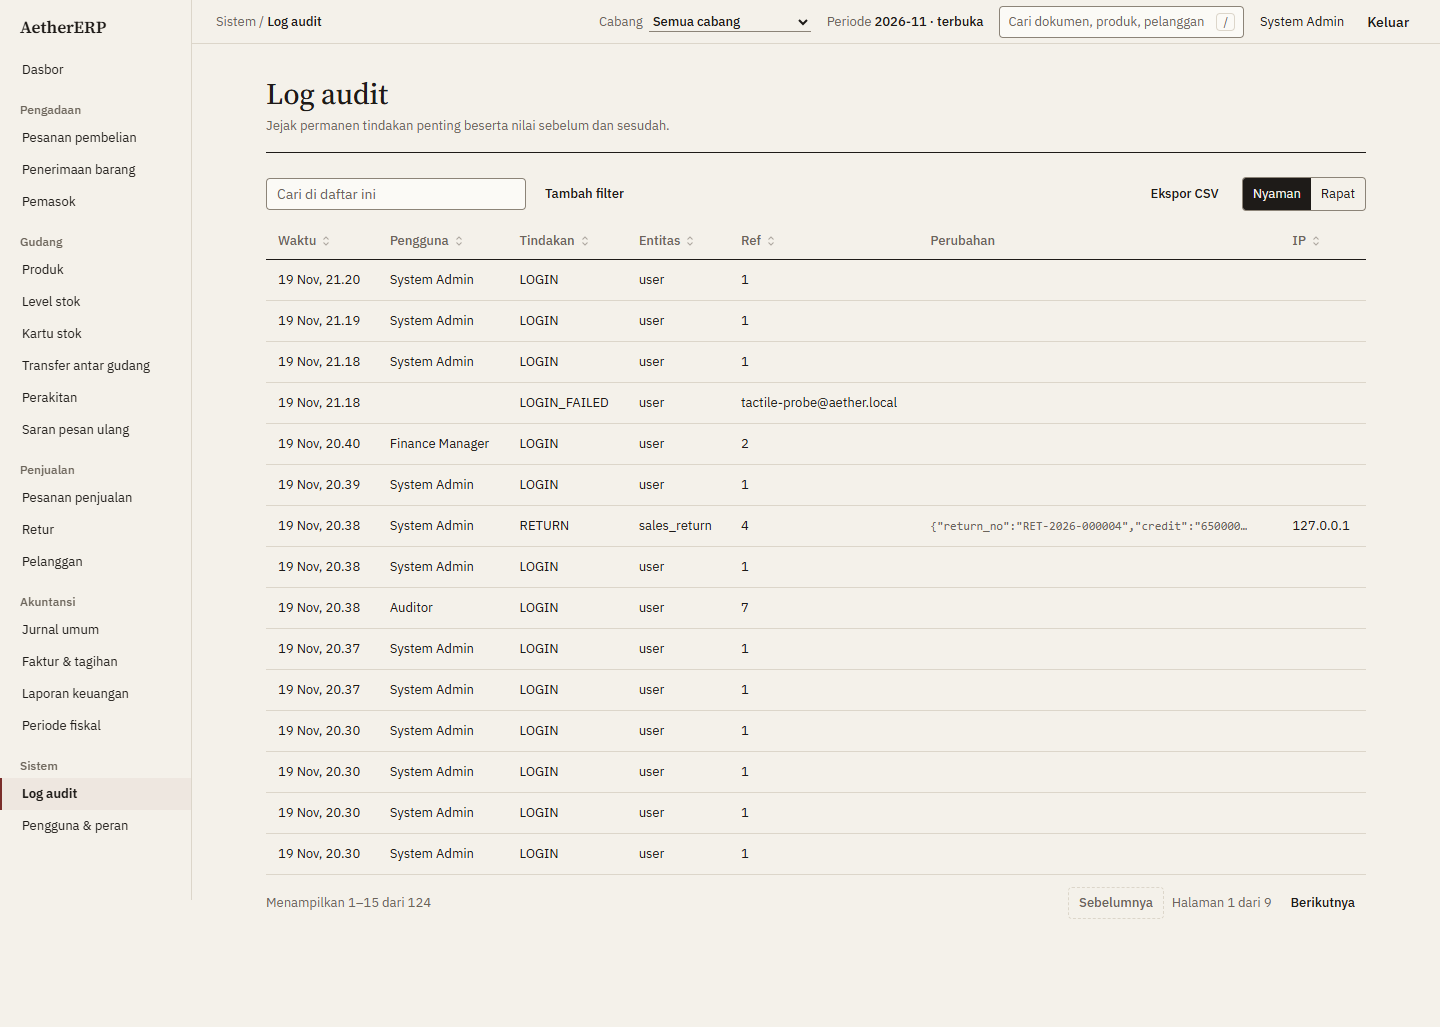 AetherERP
Dasbor
Pengadaan
Pesanan pembelian
Penerimaan barang
Pemasok
Gudang
Produk
Level stok
Kartu stok
Transfer antar gudang
Perakitan
Saran pesan ulang
Penjualan
Pesanan penjualan
Retur
Pelanggan
Akuntansi
Jurnal umum
Faktur & tagihan
Laporan keuangan
Periode fiskal
Sistem
Log audit
Pengguna & peran
Sistem / Log audit
Cabang Semua cabang Periode 2026-11 · terbuka Cari dokumen, produk, pelanggan / System Admin Keluar
Log audit
Jejak permanen tindakan penting beserta nilai sebelum dan sesudah.
Cari di daftar ini Tambah filter Ekspor CSV Nyaman Rapat
Waktu Pengguna Tindakan Entitas Ref Perubahan IP
19 Nov, 21.20 System Admin LOGIN user 1
19 Nov, 21.19 System Admin LOGIN user 1
19 Nov, 21.18 System Admin LOGIN user 1
19 Nov, 21.18 LOGIN_FAILED user tactile-probe@aether.local
19 Nov, 20.40 Finance Manager LOGIN user 2
19 Nov, 20.39 System Admin LOGIN user 1
19 Nov, 20.38 System Admin RETURN sales_return 4 {"return_no":"RET-2026-000004","credit":"650000… 127.0.0.1
19 Nov, 20.38 System Admin LOGIN user 1
19 Nov, 20.38 Auditor LOGIN user 7
19 Nov, 20.37 System Admin LOGIN user 1
19 Nov, 20.37 System Admin LOGIN user 1
19 Nov, 20.30 System Admin LOGIN user 1
19 Nov, 20.30 System Admin LOGIN user 1
19 Nov, 20.30 System Admin LOGIN user 1
19 Nov, 20.30 System Admin LOGIN user 1
Menampilkan 1–15 dari 124 Sebelumnya Halaman 1 dari 9 Berikutnya